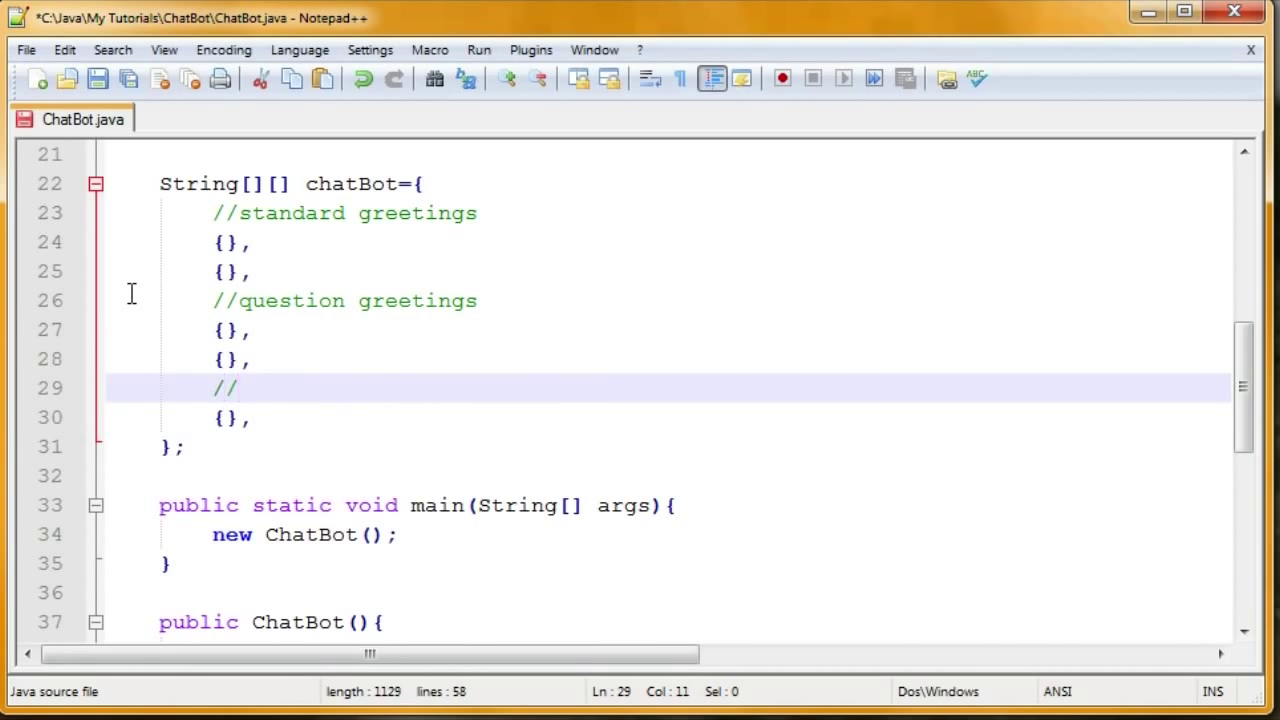 *C:\Java\My Tutorials\ChatBot\ChatBot.java - Notepad++
File Edit Search View Encoding Language Settings Macro Run Plugins Window ? X
ABC
ChatBot.java
21
22 String[][] chatBot={
23 //standard greetings
24 {},
25 {},
26 //question greetings
27 {},
28 {},
29 //
30 {},
31 };
32
33 public static void main(String[] args){
34 new ChatBot();
35 }
36
37 public ChatBot(){
Java source file length : 1129 lines : 58 Ln : 29 Col : 11 Sel : 0 Dos\Windows ANSI INS